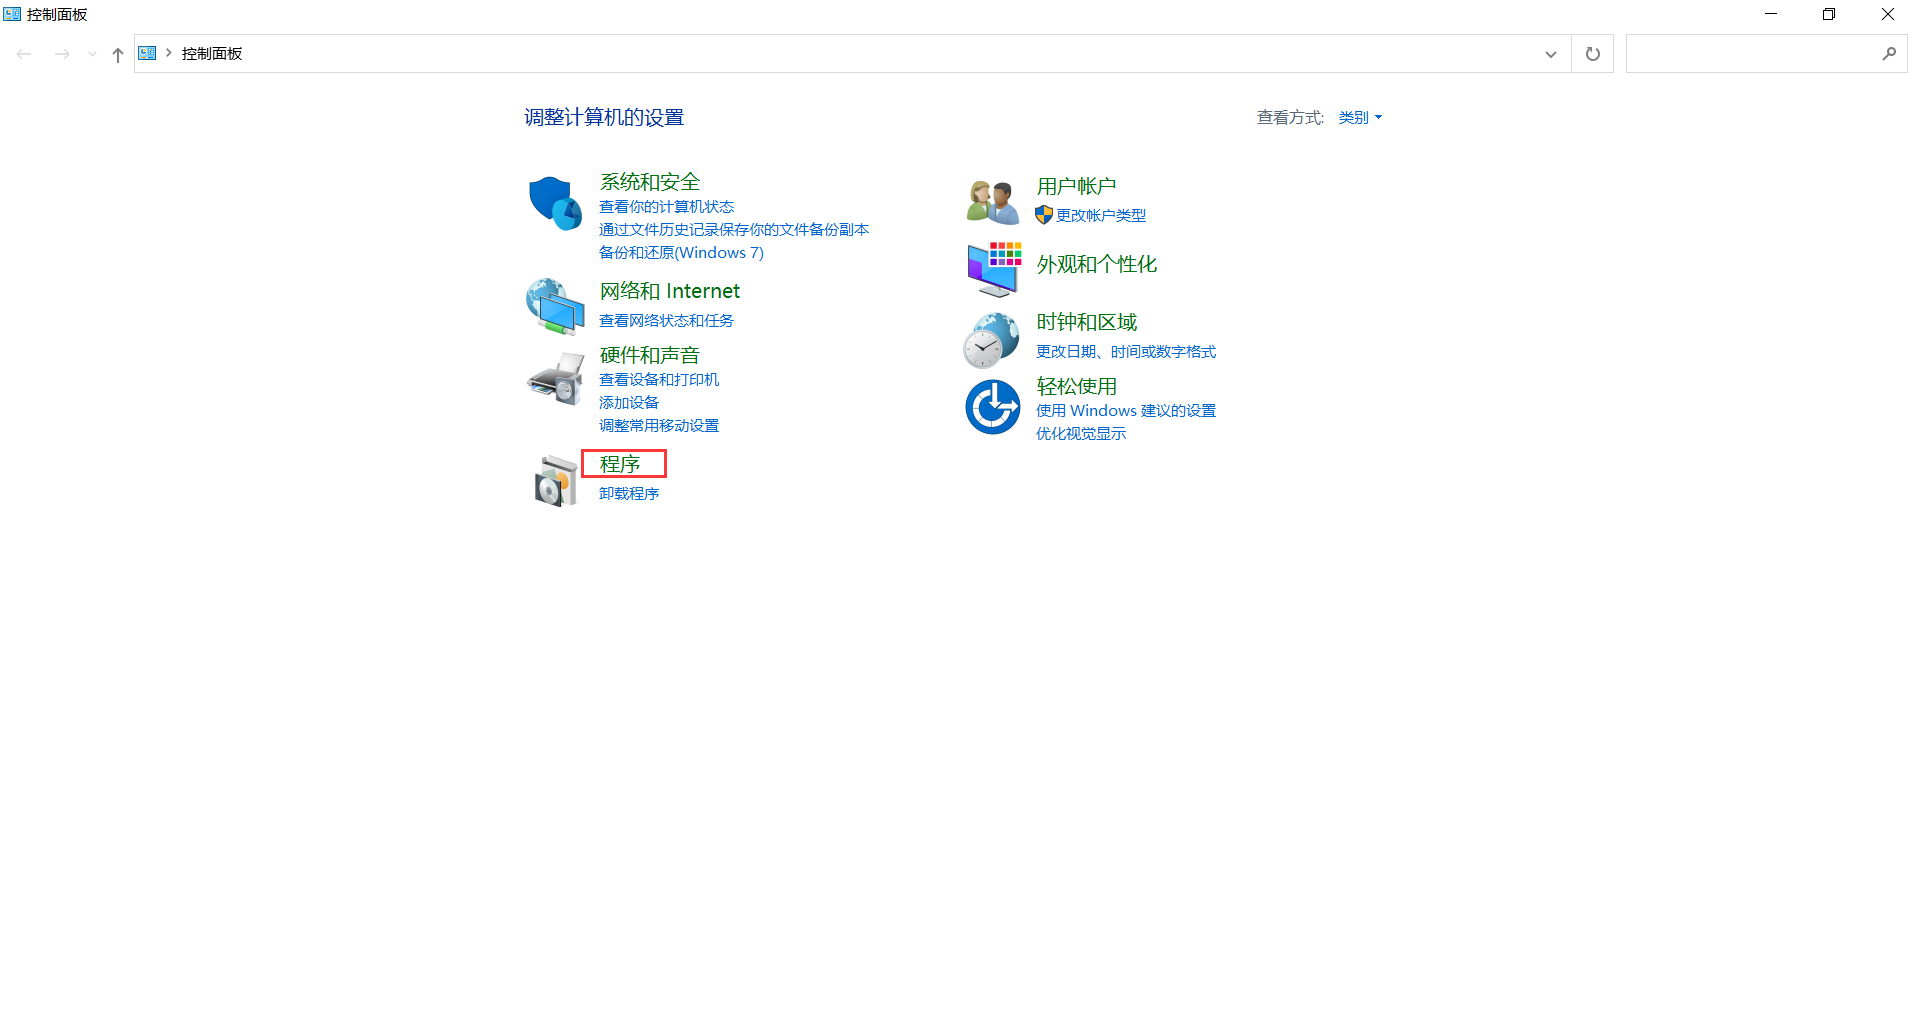 控制面板
控制面板
调整计算机的设置
查看方式: 类别
系统和安全
查看你的计算机状态
通过文件历史记录保存你的文件备份副本
备份和还原(Windows 7)
网络和 Internet
查看网络状态和任务
硬件和声音
查看设备和打印机
添加设备
调整常用移动设置
程序
卸载程序
用户帐户
更改帐户类型
外观和个性化
时钟和区域
更改日期、时间或数字格式
轻松使用
使用 Windows 建议的设置
优化视觉显示